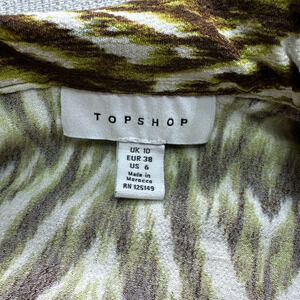 TOPSHOP
UK 10
EUR 38
US 6
Made in
Morocco
RN 125149